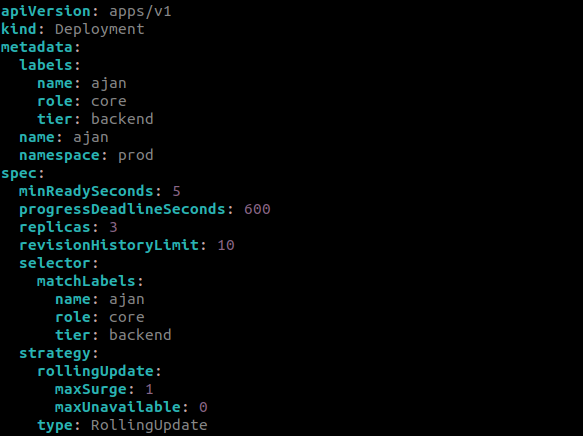 apiVersion: apps/v1
kind: Deployment
metadata:
  labels:
    name: ajan
    role: core
    tier: backend
  name: ajan
  namespace: prod
spec:
  minReadySeconds: 5
  progressDeadlineSeconds: 600
  replicas: 3
  revisionHistoryLimit: 10
  selector:
    matchLabels:
      name: ajan
      role: core
      tier: backend
  strategy:
    rollingUpdate:
      maxSurge: 1
      maxUnavailable: 0
    type: RollingUpdate